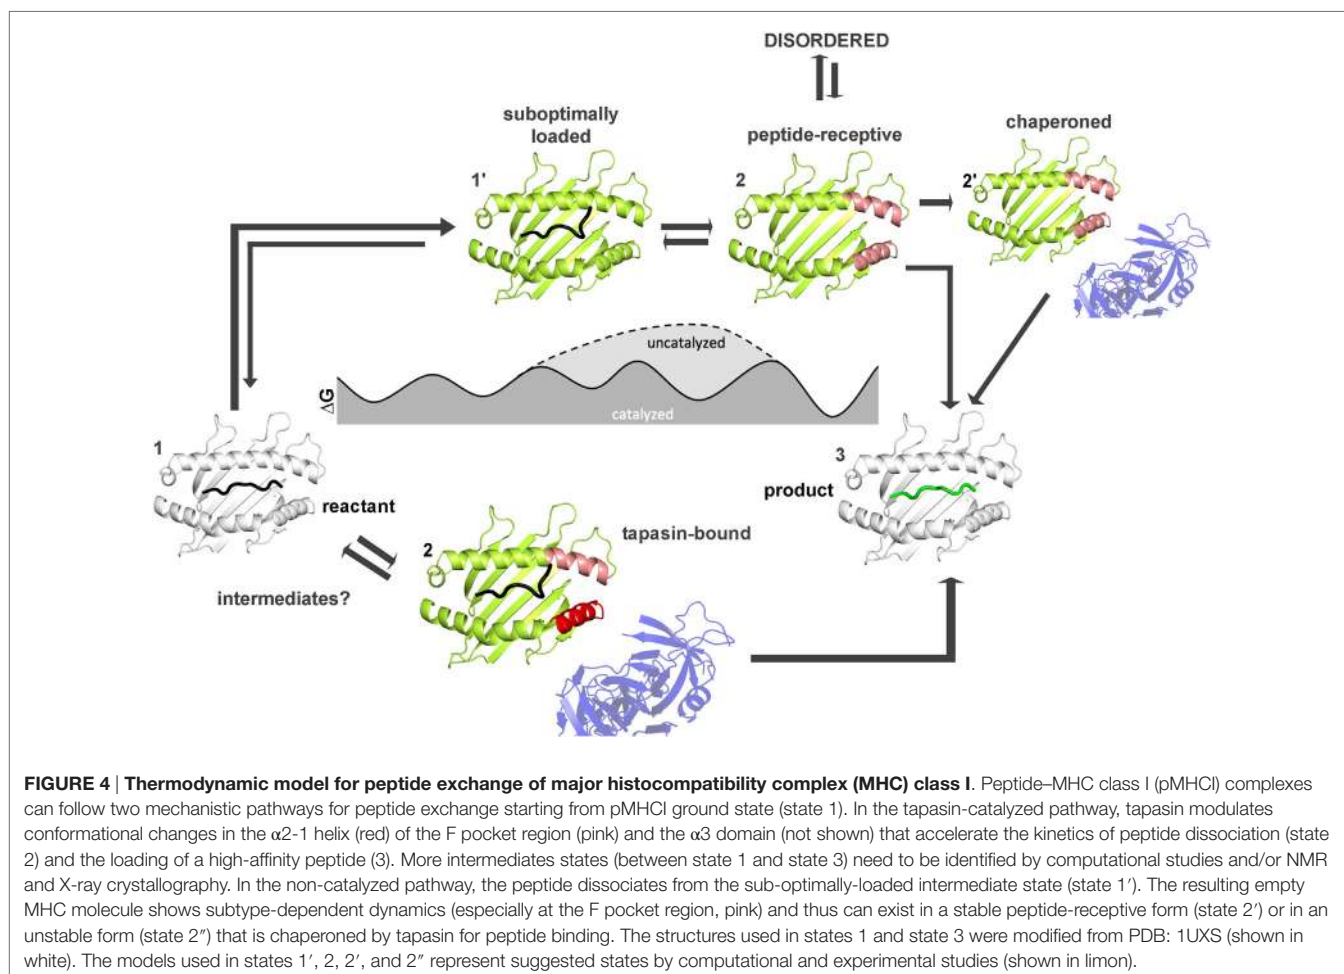 DISORDERED
suboptimally
loaded
peptide-receptive
chaperoned
1'
2
2'
uncatalyzed
ΔG
catalyzed
1
reactant
3
product
2
tapasin-bound
intermediates?
FIGURE 4 | Thermodynamic model for peptide exchange of major histocompatibility complex (MHC) class I. Peptide–MHC class I (pMHCI) complexes
can follow two mechanistic pathways for peptide exchange starting from pMHCI ground state (state 1). In the tapasin-catalyzed pathway, tapasin modulates
conformational changes in the α2-1 helix (red) of the F pocket region (pink) and the α3 domain (not shown) that accelerate the kinetics of peptide dissociation (state
2) and the loading of a high-affinity peptide (3). More intermediates states (between state 1 and state 3) need to be identified by computational studies and/or NMR
and X-ray crystallography. In the non-catalyzed pathway, the peptide dissociates from the sub-optimally-loaded intermediate state (state 1′). The resulting empty
MHC molecule shows subtype-dependent dynamics (especially at the F pocket region, pink) and thus can exist in a stable peptide-receptive form (state 2′) or in an
unstable form (state 2″) that is chaperoned by tapasin for peptide binding. The structures used in states 1 and state 3 were modified from PDB: 1UXS (shown in
white). The models used in states 1′, 2, 2′, and 2″ represent suggested states by computational and experimental studies (shown in limon).